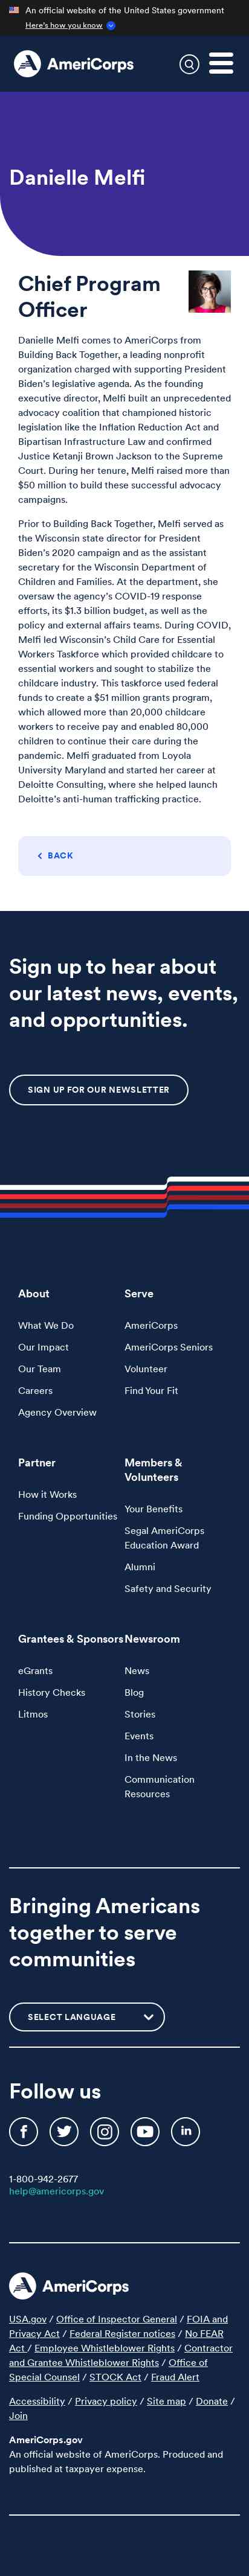 An official website of the United States government
Here's how you know
AmeriCorps
Danielle Melfi
Chief Program
Officer
Danielle Melfi comes to AmeriCorps from
Building Back Together, a leading nonprofit
organization charged with supporting President
Biden's legislative agenda. As the founding
executive director, Melfi built an unprecedented
advocacy coalition that championed historic
legislation like the Inflation Reduction Act and
Bipartisan Infrastructure Law and confirmed
Justice Ketanji Brown Jackson to the Supreme
Court. During her tenure, Melfi raised more than
$50 million to build these successful advocacy
campaigns.
Prior to Building Back Together, Melfi served as
the Wisconsin state director for President
Biden's 2020 campaign and as the assistant
secretary for the Wisconsin Department of
Children and Families. At the department, she
oversaw the agency's COVID-19 response
efforts, its $1.3 billion budget, as well as the
policy and external affairs teams. During COVID,
Melfi led Wisconsin's Child Care for Essential
Workers Taskforce which provided childcare to
essential workers and sought to stabilize the
childcare industry. This taskforce used federal
funds to create a $51 million grants program,
which allowed more than 20,000 childcare
workers to receive pay and enabled 80,000
children to continue their care during the
pandemic. Melfi graduated from Loyola
University Maryland and started her career at
Deloitte Consulting, where she helped launch
Deloitte's anti-human trafficking practice.
BACK
Sign up to hear about
our latest news, events,
and opportunities.
SIGN UP FOR OUR NEWSLETTER
About
What We Do
Our Impact
Our Team
Careers
Agency Overview
Serve
AmeriCorps
AmeriCorps Seniors
Volunteer
Find Your Fit
Partner
How it Works
Funding Opportunities
Members &
Volunteers
Your Benefits
Segal AmeriCorps
Education Award
Alumni
Safety and Security
Grantees & Sponsors
eGrants
History Checks
Litmos
Newsroom
News
Blog
Stories
Events
In the News
Communication
Resources
Bringing Americans
together to serve
communities
SELECT LANGUAGE
Follow us
1-800-942-2677
help@americorps.gov
AmeriCorps
USA.gov / Office of Inspector General / FOIA and
Privacy Act / Federal Register notices / No FEAR
Act / Employee Whistleblower Rights / Contractor
and Grantee Whistleblower Rights / Office of
Special Counsel / STOCK Act / Fraud Alert
Accessibility / Privacy policy / Site map / Donate /
Join
AmeriCorps.gov
An official website of AmeriCorps. Produced and
published at taxpayer expense.